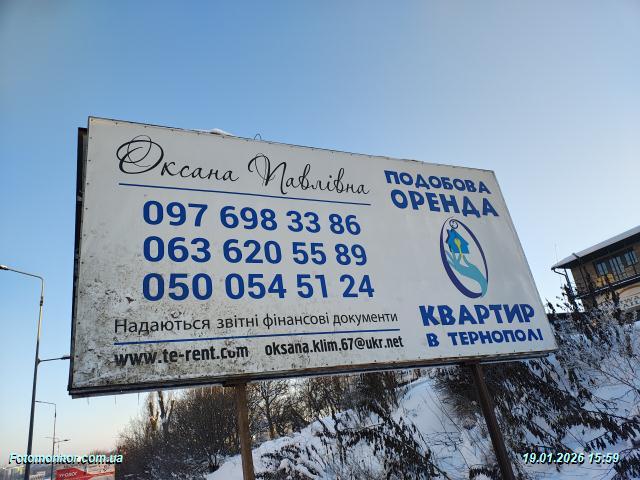 Оксана Павлівна
097 698 33 86
063 620 55 89
050 054 51 24
Надаються звітні фінансові документи
www.te-rent.com oksana.klim.67@ukr.net
ПОДОБОВА
ОРЕНДА
КВАРТИР
В ТЕРНОПОЛІ
Fotomonitor.com.ua
19.01.2026 15:59